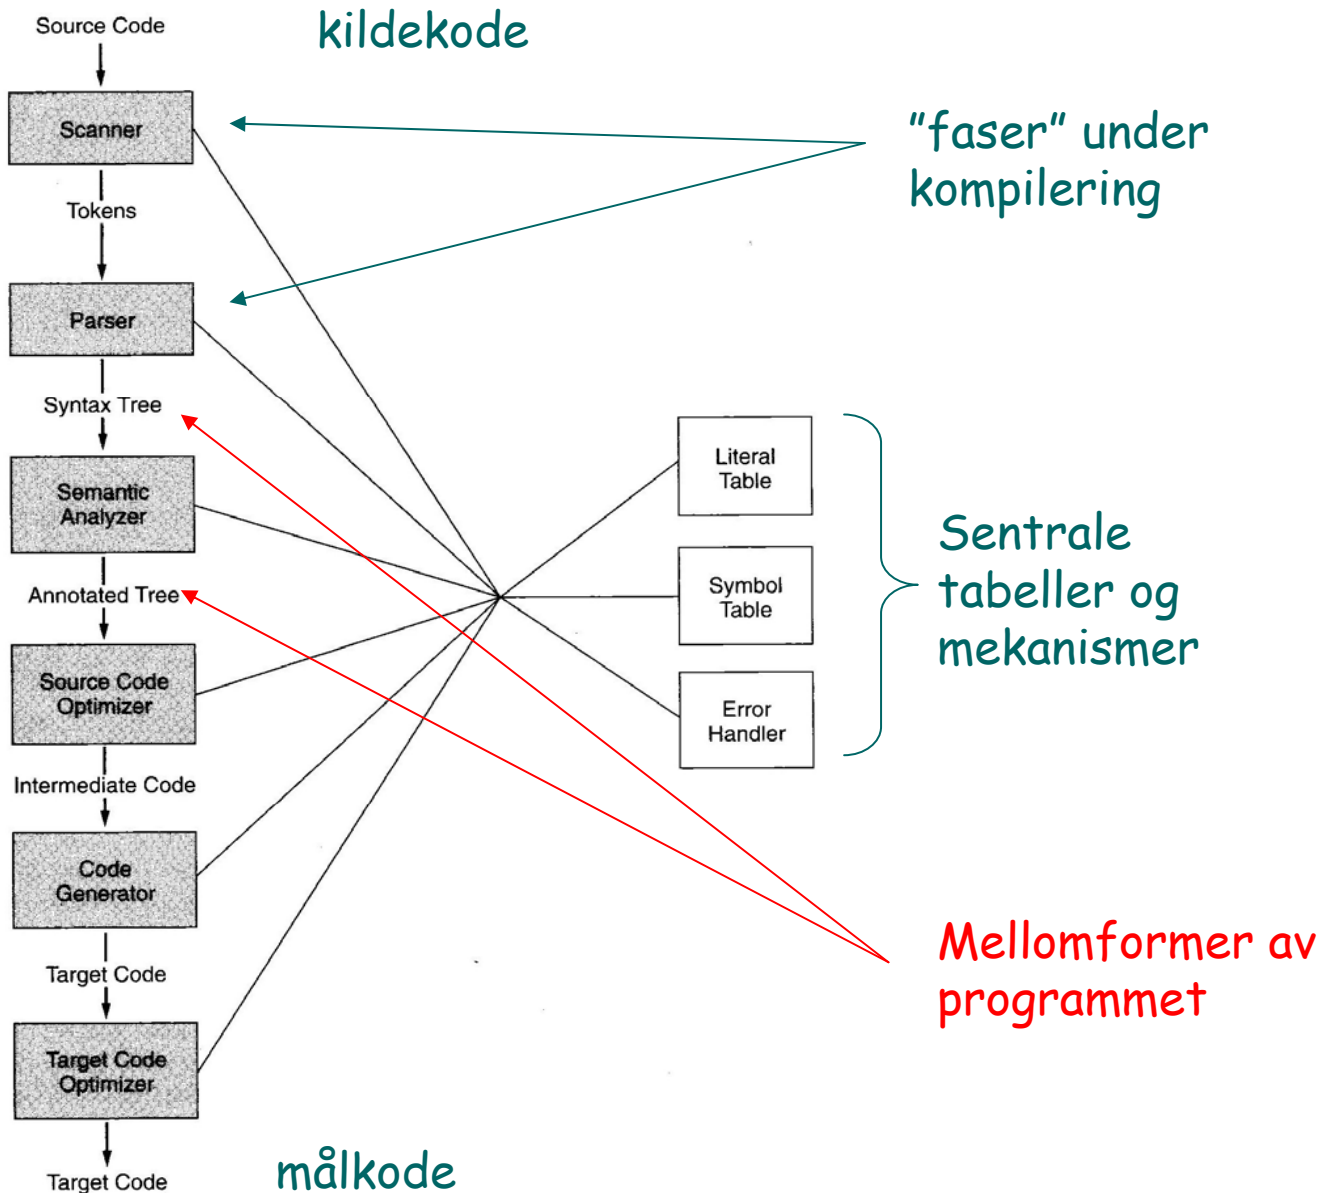 Source Code
kildekode
Scanner
"faser" under
kompilering
Tokens
Parser
Syntax Tree
Semantic
Analyzer
Annotated Tree
Source Code
Optimizer
Intermediate Code
Code
Generator
Target Code
Target Code
Optimizer
Target Code
målkode
Literal
Table
Symbol
Table
Error
Handler
Sentrale
tabeller og
mekanismer
Mellomformer av
programmet